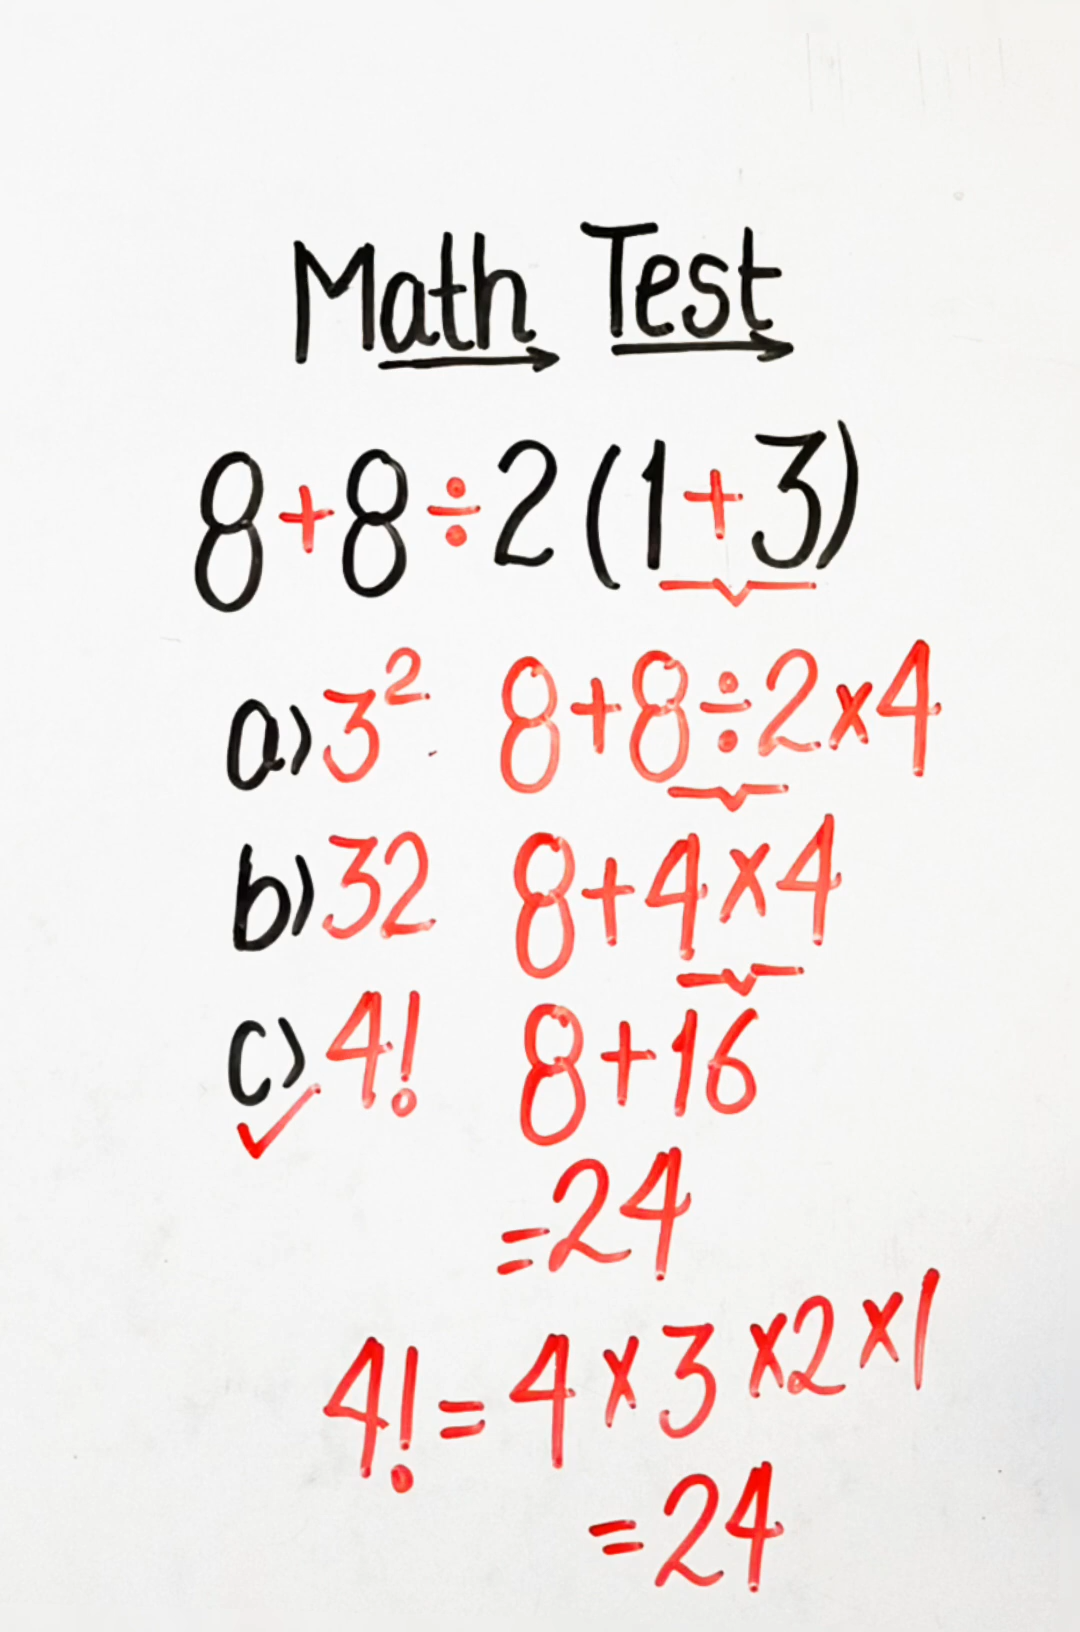 Math Test
8+8÷2(1+3)
a) 3² 8+8÷2×4
b) 32 8+4×4
c) 4! 8+16
=24
4!=4×3×2×1
=24